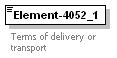 Element-4052_1
Terms of delivery or
transport